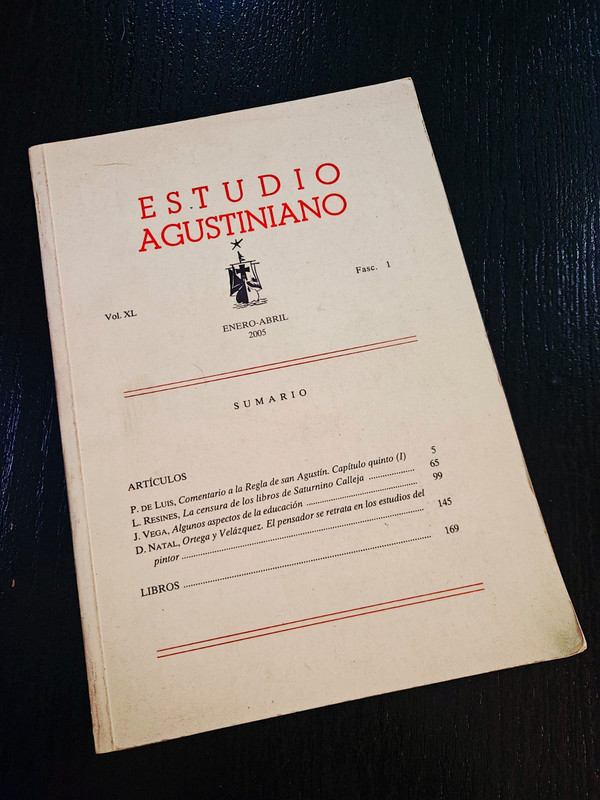 ESTUDIO
AGUSTINIANO
Vol. XL
Fasc. 1
ENERO-ABRIL
2005
SUMARIO
ARTÍCULOS
P. DE LUIS, Comentario a la Regla de san Agustín. Capítulo quinto (I) 5
L. RESINES, La censura de los libros de Saturnino Calleja .................. 65
J. VEGA, Algunos aspectos de la educación .......................................... 99
D. NATAL, Ortega y Velázquez. El pensador se retrata en los estudios del
pintor .................................................................................. 145
LIBROS .................................................................................. 169